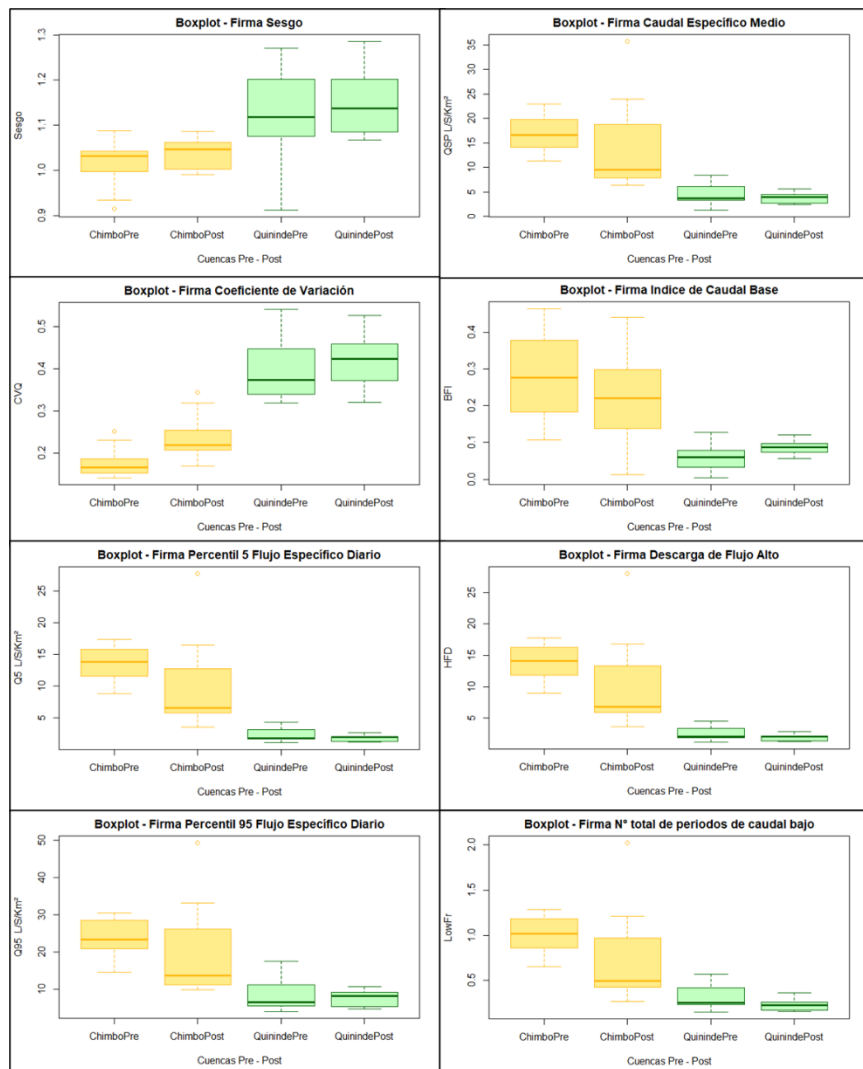 Boxplot - Firma Sesgo
Sesgo
1.3
1.2
1.1
1.0
0.9
ChimboPre ChimboPost QuinindePre QuinindePost
Cuencas Pre - Post
Boxplot - Firma Caudal Específico Medio
QSP L/S/Km²
35
30
25
20
15
10
5
0
ChimboPre ChimboPost QuinindePre QuinindePost
Cuencas Pre - Post
Boxplot - Firma Coeficiente de Variación
CVQ
0.5
0.4
0.3
0.2
ChimboPre ChimboPost QuinindePre QuinindePost
Cuencas Pre - Post
Boxplot - Firma Indice de Caudal Base
BFI
0.4
0.3
0.2
0.1
0.0
ChimboPre ChimboPost QuinindePre QuinindePost
Cuencas Pre - Post
Boxplot - Firma Percentil 5 Flujo Específico Diario
Q5 L/S/Km²
25
20
15
10
5
ChimboPre ChimboPost QuinindePre QuinindePost
Cuencas Pre - Post
Boxplot - Firma Descarga de Flujo Alto
HFD
25
20
15
10
5
ChimboPre ChimboPost QuinindePre QuinindePost
Cuencas Pre - Post
Boxplot - Firma Percentil 95 Flujo Específico Diario
Q95 L/S/Km²
50
40
30
20
10
ChimboPre ChimboPost QuinindePre QuinindePost
Cuencas Pre - Post
Boxplot - Firma N° total de periodos de caudal bajo
LowFr
2.0
1.5
1.0
0.5
ChimboPre ChimboPost QuinindePre QuinindePost
Cuencas Pre - Post